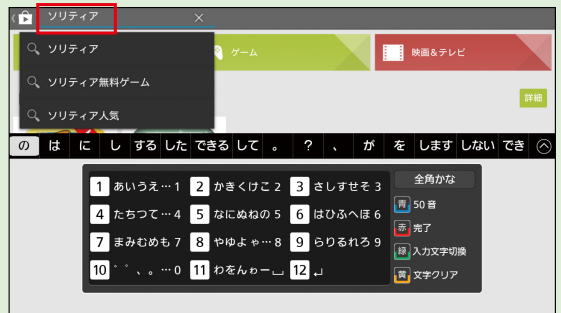 ソリティア ×
ソリティア
ソリティア無料ゲーム
ソリティア人気
ゲーム
映画&テレビ
詳細
の は に し する した できる して 。 ? 、 が を します しない でき
1 あいうえ…1 2 かきくけこ2 3 さしすせそ3
4 たちつて…4 5 なにぬねの5 6 はひふへほ6
7 まみむめも7 8 やゆよゃ…8 9 らりるれろ9
10 ゛゜、。…0 11 わをんゎー␣ 12 ↵
全角かな
青 50音
赤 完了
緑 入力文字切換
黄 文字クリア